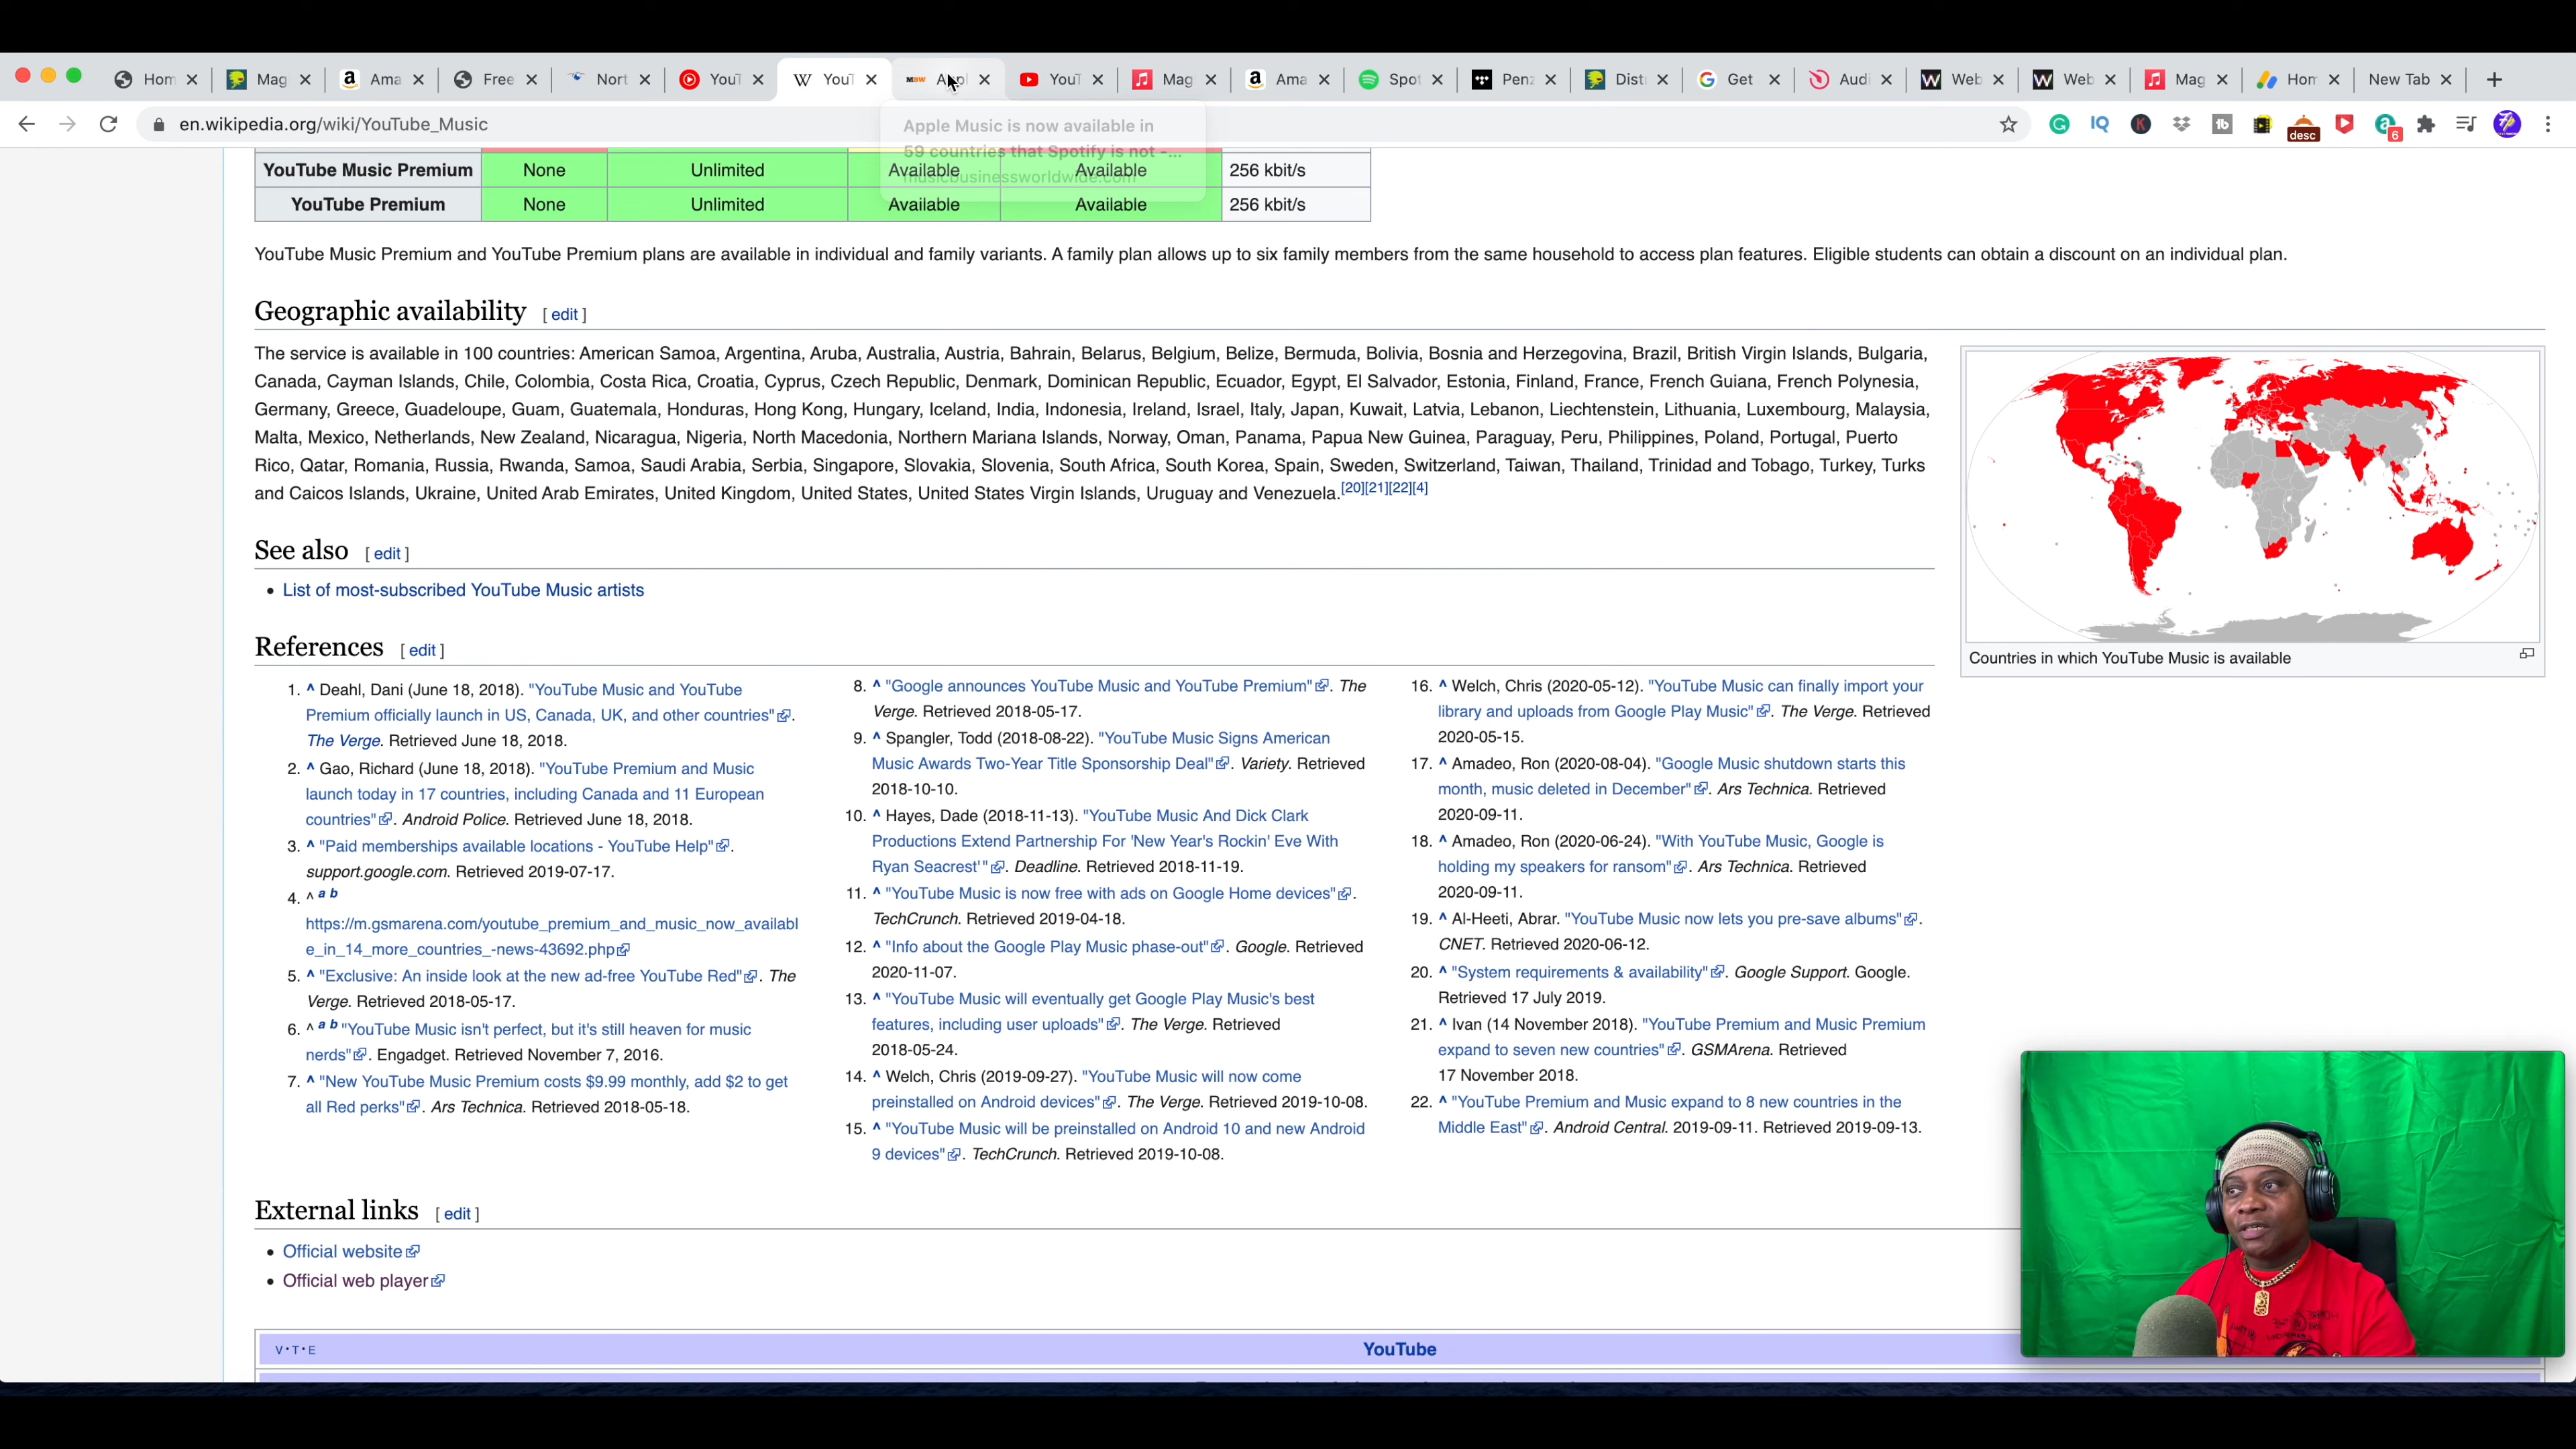 Hom
Mag
Ama
Free
Nort
YouT
YouT
Appl
YouT
Mag
Ama
Spot
Penz
Dist
Get
Audi
Web
Web
Mag
Hom
New Tab
en.wikipedia.org/wiki/YouTube_Music
desc
6
Apple Music is now available in
59 countries that Spotify is not -...
musicbusinessworldwide.com
YouTube Music Premium None Unlimited Available Available 256 kbit/s
YouTube Premium None Unlimited Available Available 256 kbit/s
YouTube Music Premium and YouTube Premium plans are available in individual and family variants. A family plan allows up to six family members from the same household to access plan features. Eligible students can obtain a discount on an individual plan.
Geographic availability [ edit ]
The service is available in 100 countries: American Samoa, Argentina, Aruba, Australia, Austria, Bahrain, Belarus, Belgium, Belize, Bermuda, Bolivia, Bosnia and Herzegovina, Brazil, British Virgin Islands, Bulgaria,
Canada, Cayman Islands, Chile, Colombia, Costa Rica, Croatia, Cyprus, Czech Republic, Denmark, Dominican Republic, Ecuador, Egypt, El Salvador, Estonia, Finland, France, French Guiana, French Polynesia,
Germany, Greece, Guadeloupe, Guam, Guatemala, Honduras, Hong Kong, Hungary, Iceland, India, Indonesia, Ireland, Israel, Italy, Japan, Kuwait, Latvia, Lebanon, Liechtenstein, Lithuania, Luxembourg, Malaysia,
Malta, Mexico, Netherlands, New Zealand, Nicaragua, Nigeria, North Macedonia, Northern Mariana Islands, Norway, Oman, Panama, Papua New Guinea, Paraguay, Peru, Philippines, Poland, Portugal, Puerto
Rico, Qatar, Romania, Russia, Rwanda, Samoa, Saudi Arabia, Serbia, Singapore, Slovakia, Slovenia, South Africa, South Korea, Spain, Sweden, Switzerland, Taiwan, Thailand, Trinidad and Tobago, Turkey, Turks
and Caicos Islands, Ukraine, United Arab Emirates, United Kingdom, United States, United States Virgin Islands, Uruguay and Venezuela.[20][21][22][4]
Countries in which YouTube Music is available
See also [ edit ]
• List of most-subscribed YouTube Music artists
References [ edit ]
1. ^ Deahl, Dani (June 18, 2018). "YouTube Music and YouTube
Premium officially launch in US, Canada, UK, and other countries".
The Verge. Retrieved June 18, 2018.
2. ^ Gao, Richard (June 18, 2018). "YouTube Premium and Music
launch today in 17 countries, including Canada and 11 European
countries". Android Police. Retrieved June 18, 2018.
3. ^ "Paid memberships available locations - YouTube Help".
support.google.com. Retrieved 2019-07-17.
4. ^ a b
https://m.gsmarena.com/youtube_premium_and_music_now_availabl
e_in_14_more_countries_-news-43692.php
5. ^ "Exclusive: An inside look at the new ad-free YouTube Red". The
Verge. Retrieved 2018-05-17.
6. ^ a b "YouTube Music isn't perfect, but it's still heaven for music
nerds". Engadget. Retrieved November 7, 2016.
7. ^ "New YouTube Music Premium costs $9.99 monthly, add $2 to get
all Red perks". Ars Technica. Retrieved 2018-05-18.
8. ^ "Google announces YouTube Music and YouTube Premium". The
Verge. Retrieved 2018-05-17.
9. ^ Spangler, Todd (2018-08-22). "YouTube Music Signs American
Music Awards Two-Year Title Sponsorship Deal". Variety. Retrieved
2018-10-10.
10. ^ Hayes, Dade (2018-11-13). "YouTube Music And Dick Clark
Productions Extend Partnership For 'New Year's Rockin' Eve With
Ryan Seacrest'". Deadline. Retrieved 2018-11-19.
11. ^ "YouTube Music is now free with ads on Google Home devices".
TechCrunch. Retrieved 2019-04-18.
12. ^ "Info about the Google Play Music phase-out". Google. Retrieved
2020-11-07.
13. ^ "YouTube Music will eventually get Google Play Music's best
features, including user uploads". The Verge. Retrieved
2018-05-24.
14. ^ Welch, Chris (2019-09-27). "YouTube Music will now come
preinstalled on Android devices". The Verge. Retrieved 2019-10-08.
15. ^ "YouTube Music will be preinstalled on Android 10 and new Android
9 devices". TechCrunch. Retrieved 2019-10-08.
16. ^ Welch, Chris (2020-05-12). "YouTube Music can finally import your
library and uploads from Google Play Music". The Verge. Retrieved
2020-05-15.
17. ^ Amadeo, Ron (2020-08-04). "Google Music shutdown starts this
month, music deleted in December". Ars Technica. Retrieved
2020-09-11.
18. ^ Amadeo, Ron (2020-06-24). "With YouTube Music, Google is
holding my speakers for ransom". Ars Technica. Retrieved
2020-09-11.
19. ^ Al-Heeti, Abrar. "YouTube Music now lets you pre-save albums".
CNET. Retrieved 2020-06-12.
20. ^ "System requirements & availability". Google Support. Google.
Retrieved 17 July 2019.
21. ^ Ivan (14 November 2018). "YouTube Premium and Music Premium
expand to seven new countries". GSMArena. Retrieved
17 November 2018.
22. ^ "YouTube Premium and Music expand to 8 new countries in the
Middle East". Android Central. 2019-09-11. Retrieved 2019-09-13.
External links [ edit ]
• Official website
• Official web player
V · T · E
YouTube